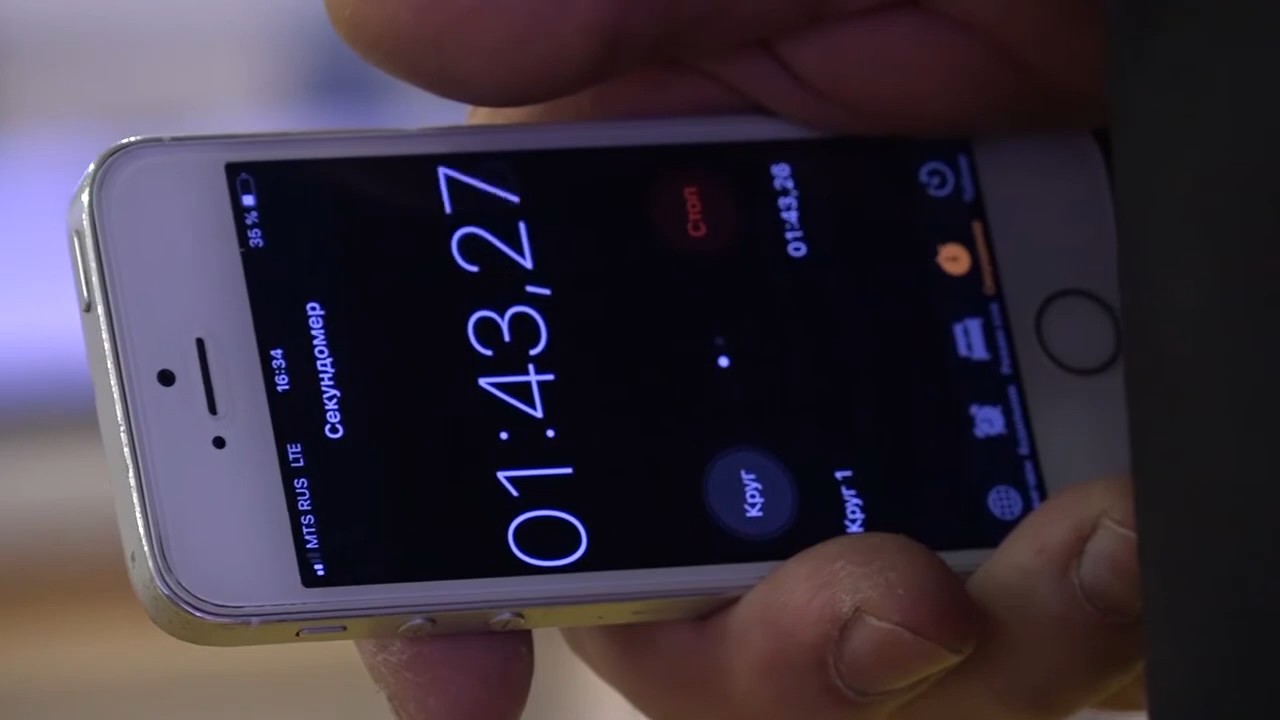 MTS RUS LTE 16:34 35 %
Секундомер
01:43,27
Круг Стоп
Круг 1 01:43,26